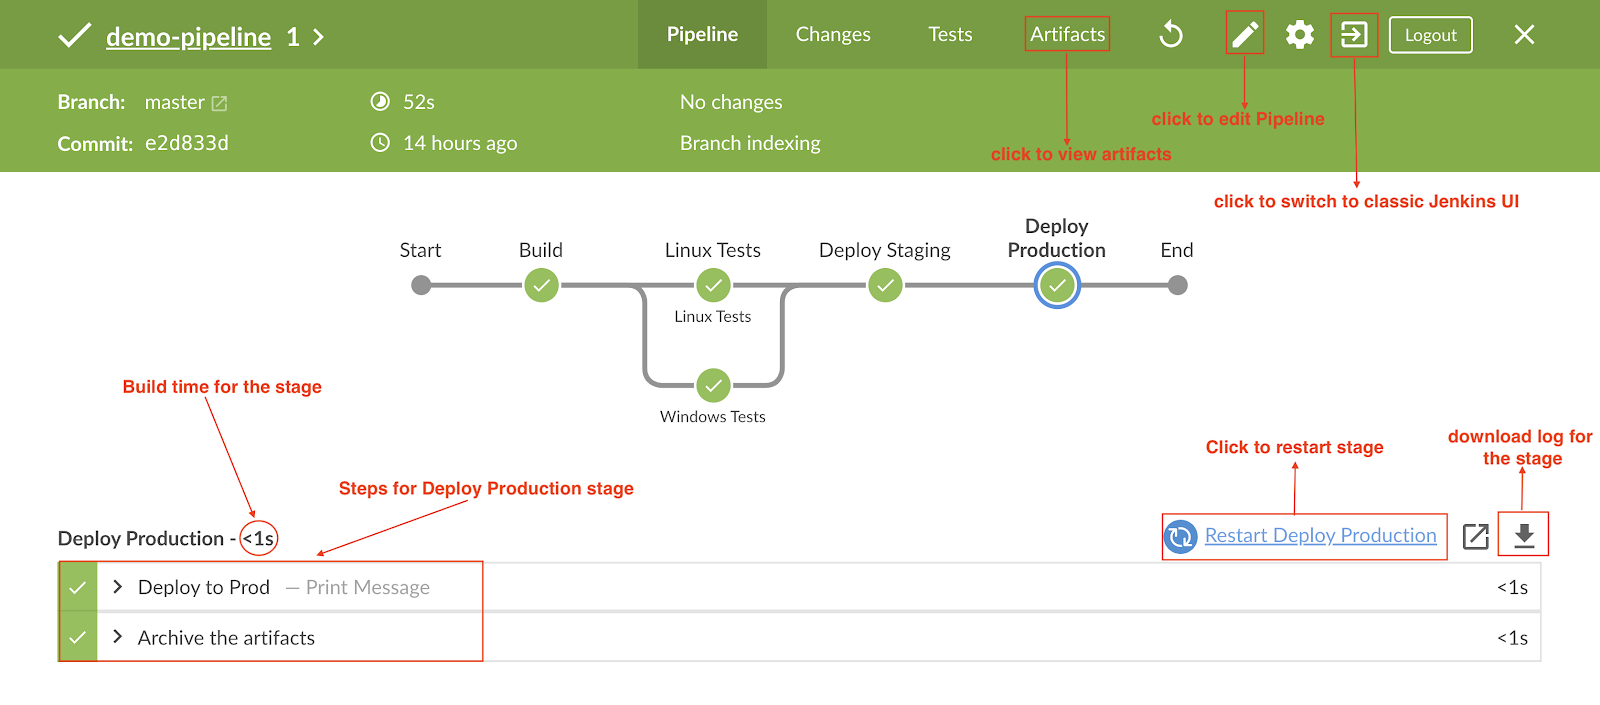 demo-pipeline 1
Pipeline
Changes
Tests
Artifacts
Logout
Branch: master
52s
No changes
Commit: e2d833d
14 hours ago
Branch indexing
click to edit Pipeline
click to view artifacts
click to switch to classic Jenkins UI
Start
Build
Linux Tests
Deploy Staging
Deploy
Production
End
Linux Tests
Windows Tests
Build time for the stage
Steps for Deploy Production stage
Click to restart stage
download log for
the stage
Deploy Production - <1s
Restart Deploy Production
Deploy to Prod — Print Message
<1s
Archive the artifacts
<1s